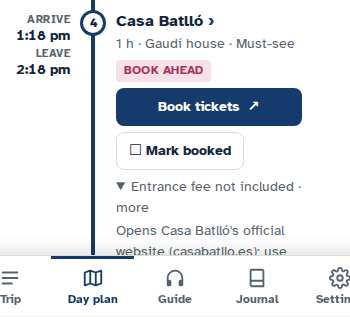 ARRIVE
1:18 pm
LEAVE
2:18 pm
4
Casa Batlló ›
1 h · Gaudí house · Must-see
BOOK AHEAD
Book tickets ↗
☐ Mark booked
▼ Entrance fee not included ·
more
Opens Casa Batlló's official
website (casabatllo.es); use
Trip
Day plan
Guide
Journal
Settin